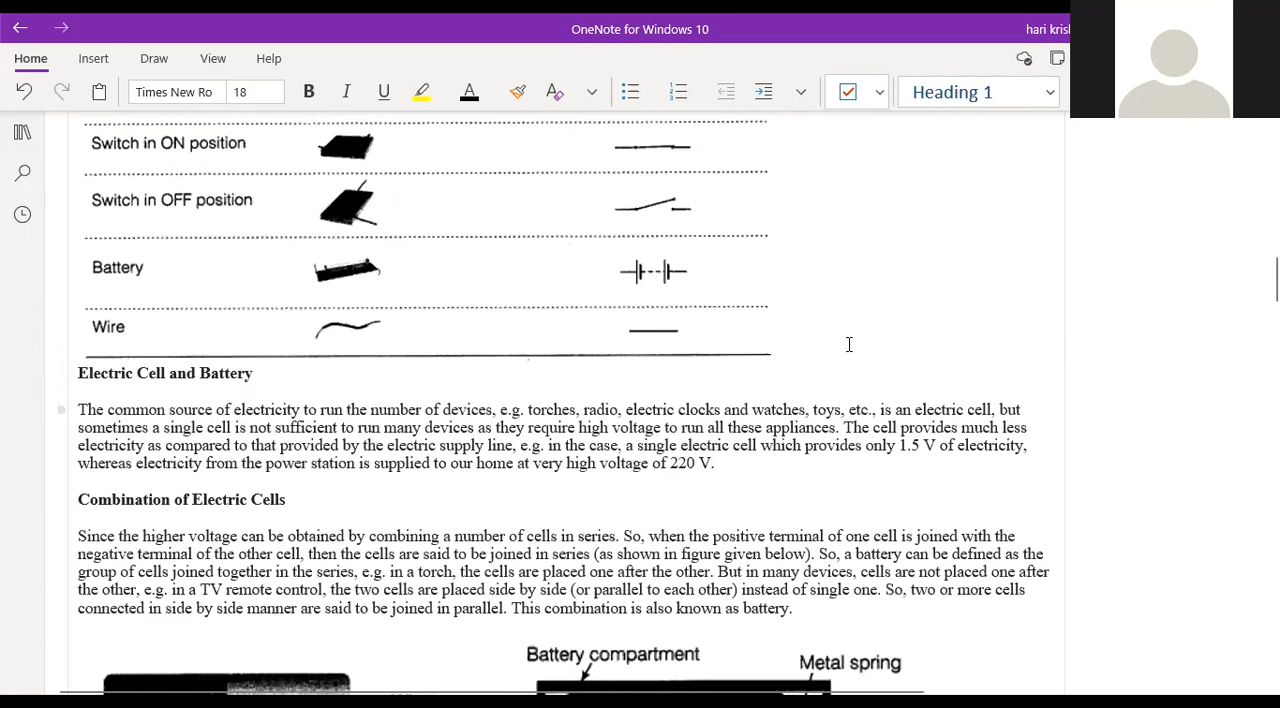 OneNote for Windows 10
hari krish
Home Insert Draw View Help
Times New Ro 18 B I U A Heading 1
Switch in ON position
Switch in OFF position
Battery
Wire
Electric Cell and Battery
The common source of electricity to run the number of devices, e.g. torches, radio, electric clocks and watches, toys, etc., is an electric cell, but
sometimes a single cell is not sufficient to run many devices as they require high voltage to run all these appliances. The cell provides much less
electricity as compared to that provided by the electric supply line, e.g. in the case, a single electric cell which provides only 1.5 V of electricity,
whereas electricity from the power station is supplied to our home at very high voltage of 220 V.
Combination of Electric Cells
Since the higher voltage can be obtained by combining a number of cells in series. So, when the positive terminal of one cell is joined with the
negative terminal of the other cell, then the cells are said to be joined in series (as shown in figure given below). So, a battery can be defined as the
group of cells joined together in the series, e.g. in a torch, the cells are placed one after the other. But in many devices, cells are not placed one after
the other, e.g. in a TV remote control, the two cells are placed side by side (or parallel to each other) instead of single one. So, two or more cells
connected in side by side manner are said to be joined in parallel. This combination is also known as battery.
Battery compartment
Metal spring